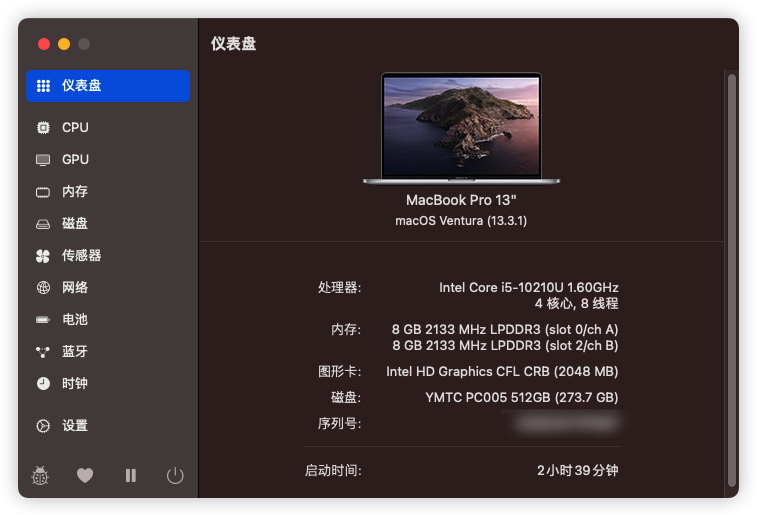 仪表盘
仪表盘
CPU
GPU
内存
磁盘
传感器
网络
电池
蓝牙
时钟
设置
MacBook Pro 13"
macOS Ventura (13.3.1)
处理器: Intel Core i5-10210U 1.60GHz
4 核心, 8 线程
内存: 8 GB 2133 MHz LPDDR3 (slot 0/ch A)
8 GB 2133 MHz LPDDR3 (slot 2/ch B)
图形卡: Intel HD Graphics CFL CRB (2048 MB)
磁盘: YMTC PC005 512GB (273.7 GB)
序列号:
启动时间: 2小时39分钟